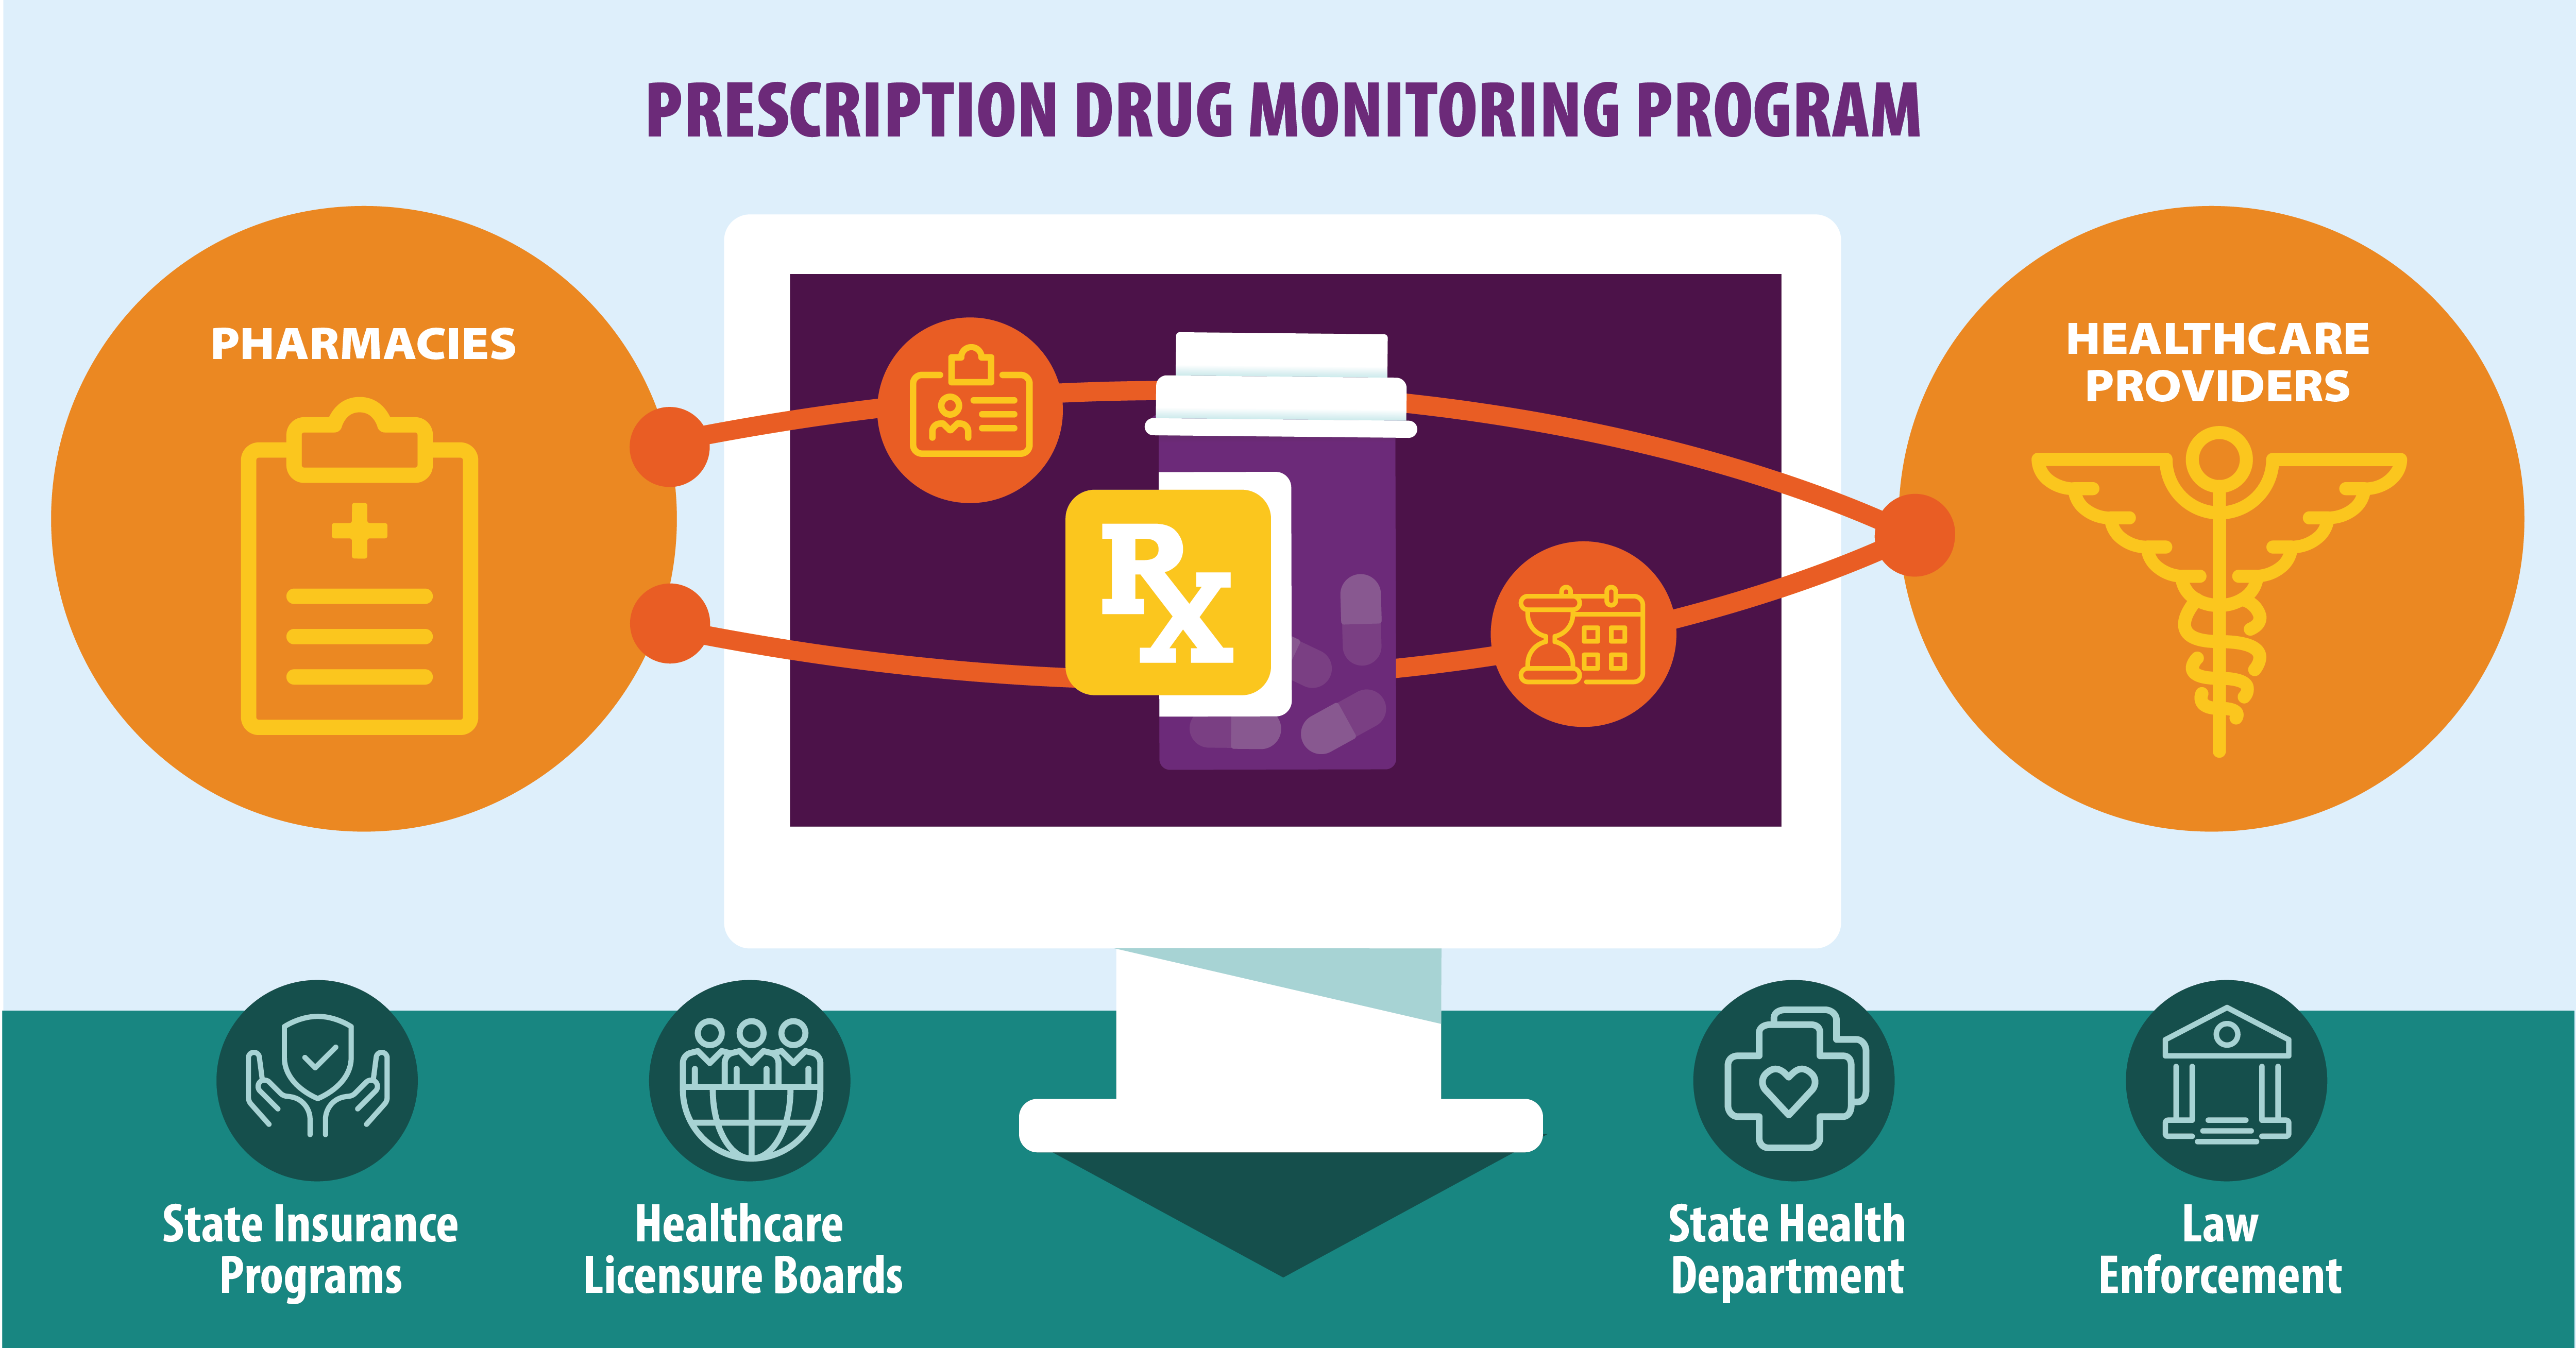 PRESCRIPTION DRUG MONITORING PROGRAM
PHARMACIES
HEALTHCARE
PROVIDERS
RX
State Insurance
Programs
Healthcare
Licensure Boards
State Health
Department
Law
Enforcement